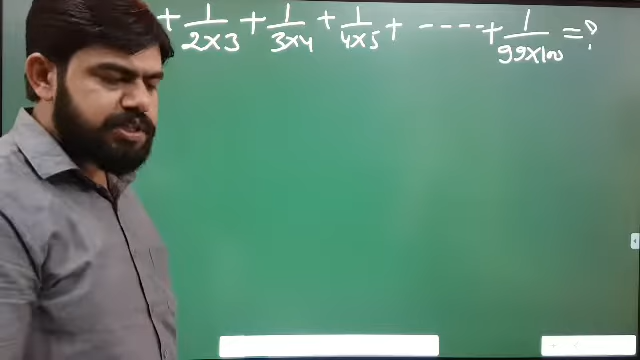 + 1/2×3 + 1/3×4 + 1/4×5 + ----- + 1/99×100 = ?